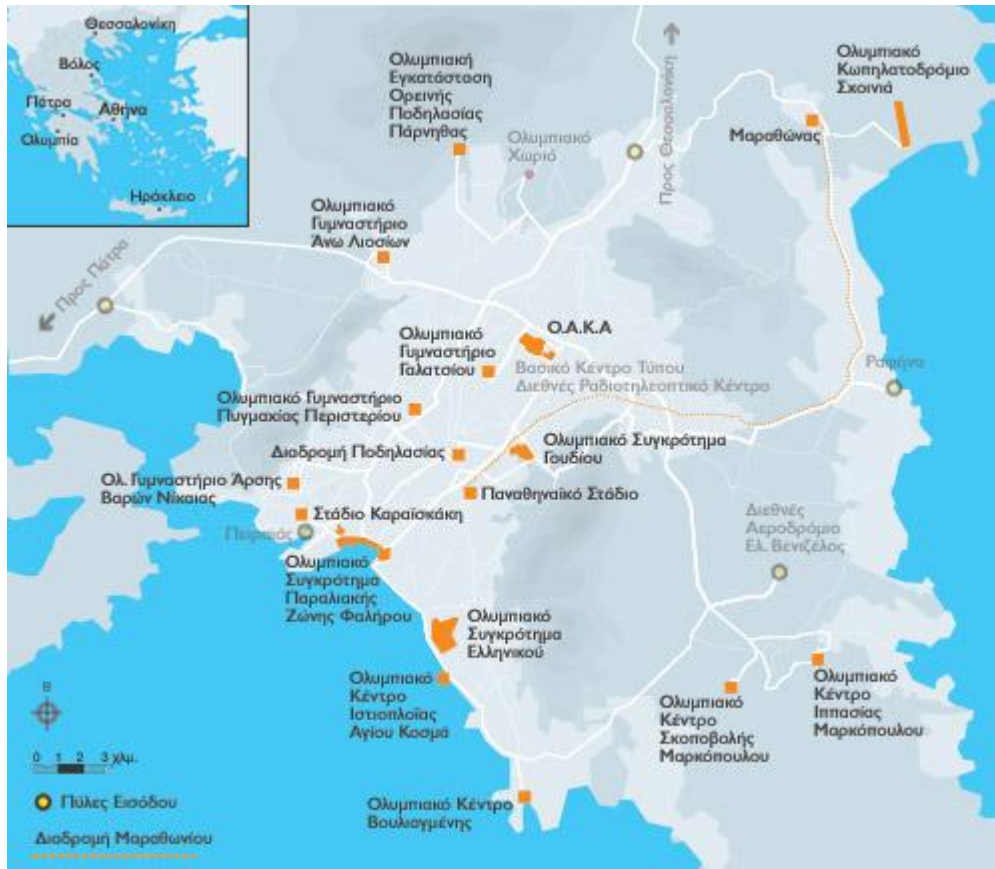 Θεσσαλονίκη
Βόλος
Πάτρα
Αθήνα
Ολυμπία
Ηράκλειο
Ολυμπιακή
Εγκατάσταση
Ορεινής
Ποδηλασίας
Πάρνηθας
Ολυμπιακό
Χωριό
Προς Θεσσαλονίκη
Ολυμπιακό
Κωπηλατοδρόμιο
Σχοινιά
Μαραθώνας
Ολυμπιακό
Γυμναστήριο
Άνω Λιοσίων
Προς Πάτρα
Ο.Α.Κ.Α
Βασικό Κέντρο Τύπου
Διεθνές Ραδιοτηλεοπτικό Κέντρο
Ολυμπιακό
Γυμναστήριο
Γαλατσίου
Ραφήνα
Ολυμπιακό Γυμναστήριο
Πυγμαχίας Περιστερίου
Διαδρομή Ποδηλασίας
Ολυμπιακό Συγκρότημα
Γουδίου
Ολ. Γυμναστήριο Άρσης
Βαρών Νίκαιας
Παναθηναϊκό Στάδιο
Στάδιο Καραϊσκάκη
Πειραιάς
Διεθνές
Αεροδρόμιο
Ελ. Βενιζέλος
Ολυμπιακό
Συγκρότημα
Παραλιακής
Ζώνης Φαλήρου
Ολυμπιακό
Συγκρότημα
Ελληνικού
Ολυμπιακό
Κέντρο
Ιστιοπλοΐας
Αγίου Κοσμά
Ολυμπιακό
Κέντρο
Σκοποβολής
Μαρκόπουλου
Ολυμπιακό
Κέντρο
Ιππασίας
Μαρκόπουλου
Ολυμπιακό Κέντρο
Βουλιαγμένης
Β
0 1 2 3 χλμ.
Πύλες Εισόδου
Διαδρομή Μαραθωνίου